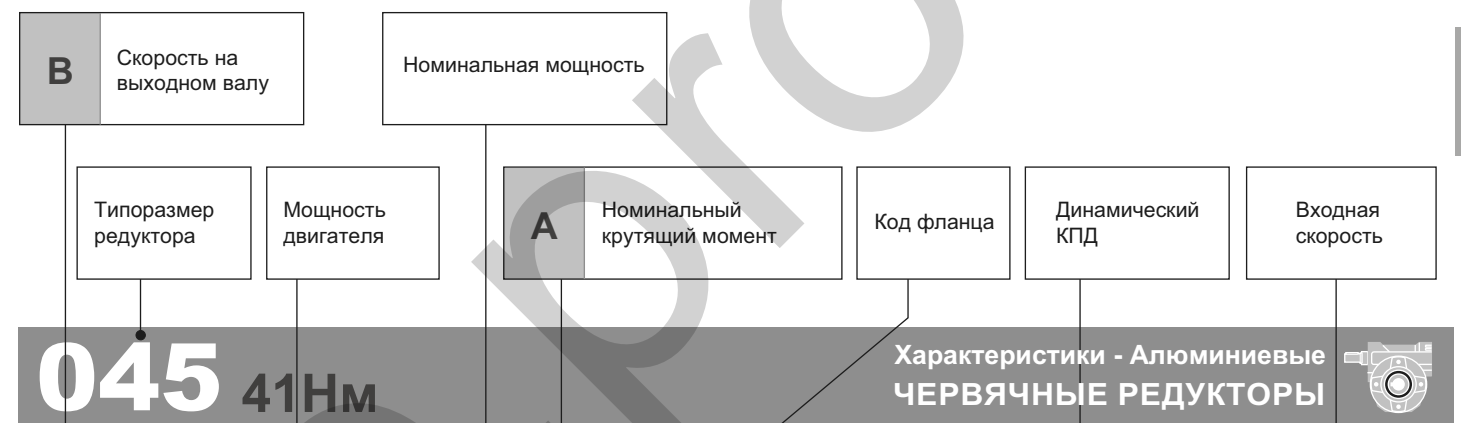 B
Скорость на
выходном валу
Номинальная мощность
Типоразмер
редуктора
Мощность
двигателя
A
Номинальный
крутящий момент
Код фланца
Динамический
КПД
Входная
скорость
045 41Нм
Характеристики - Алюминиевые
ЧЕРВЯЧНЫЕ РЕДУКТОРЫ
pro